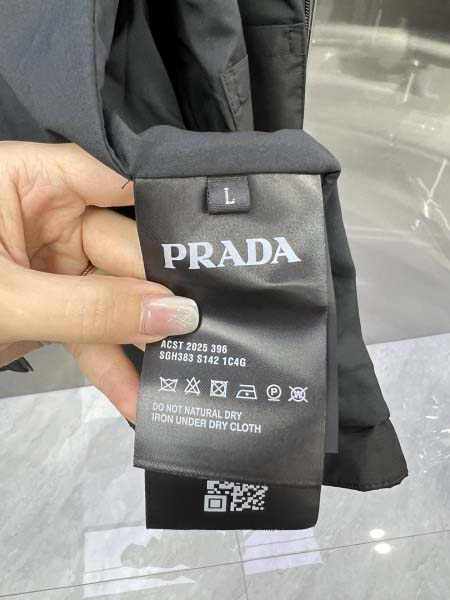 L
PRADA
ACST 2025 396
SGH383 S142 1C4G
P W
DO NOT NATURAL DRY
IRON UNDER DRY CLOTH